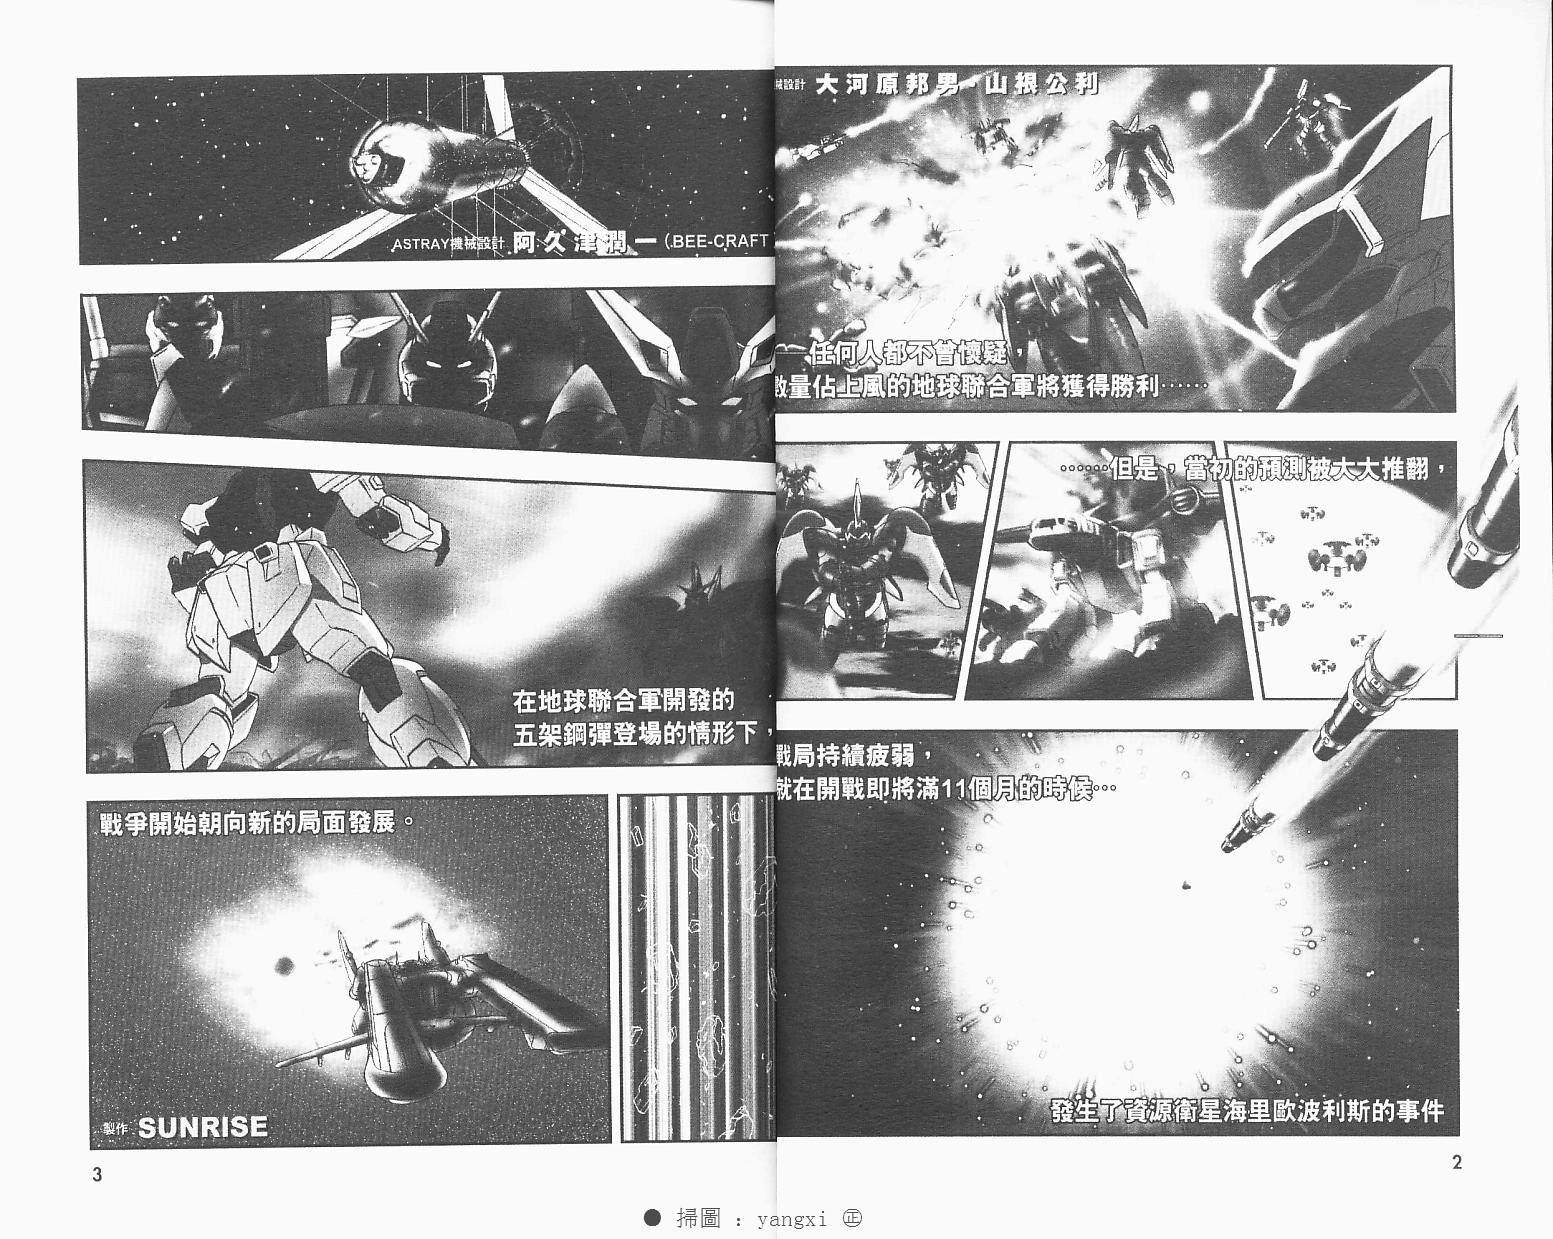 械設計 大河原邦男・山根公利
──任何人都不曾懷疑，
數量佔上風的地球聯合軍將獲得勝利……
……但是，當初的預測被大大推翻，
戰局持續疲弱，
就在開戰即將滿11個月的時候…
發生了資源衛星海里歐波利斯的事件
2
ASTRAY機械設計 阿久津潤一(.BEE-CRAFT
在地球聯合軍開發的
五架鋼彈登場的情形下，
戰爭開始朝向新的局面發展。
製作 SUNRISE
3
● 掃圖 : yangxi ㊣